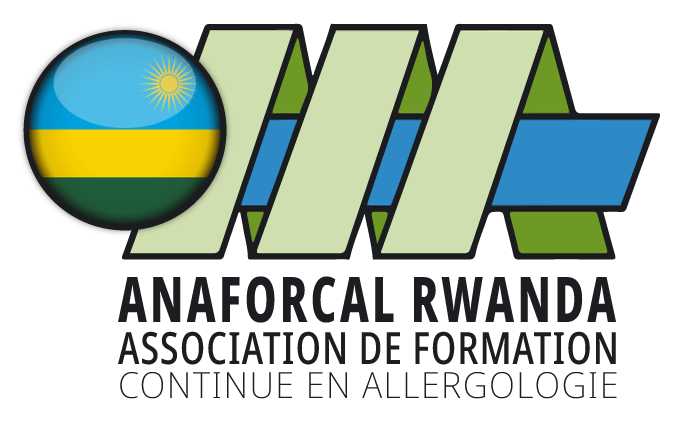 ANAFORCAL RWANDA
ASSOCIATION DE FORMATION
CONTINUE EN ALLERGOLOGIE